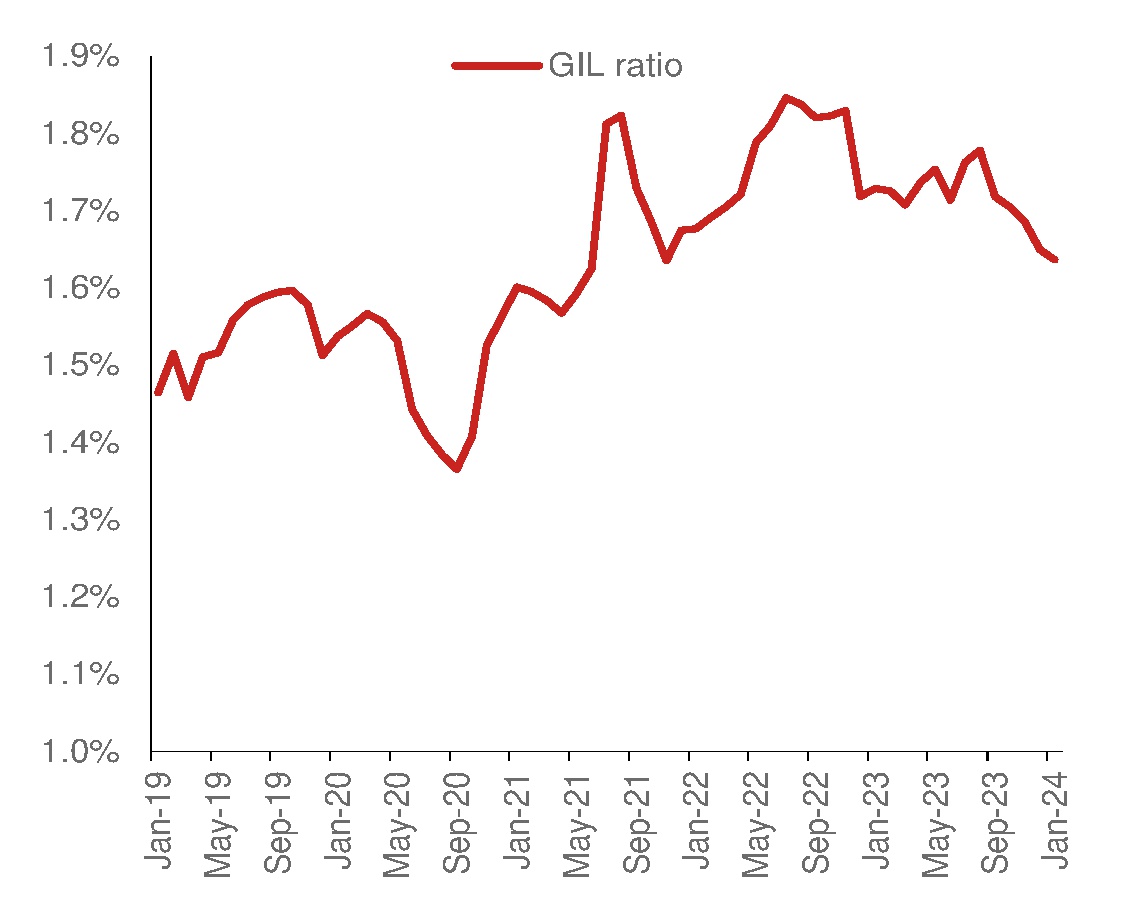 GIL ratio
1.9%
1.8%
1.7%
1.6%
1.5%
1.4%
1.3%
1.2%
1.1%
1.0%
Jan-19
May-19
Sep-19
Jan-20
May-20
Sep-20
Jan-21
May-21
Sep-21
Jan-22
May-22
Sep-22
Jan-23
May-23
Sep-23
Jan-24